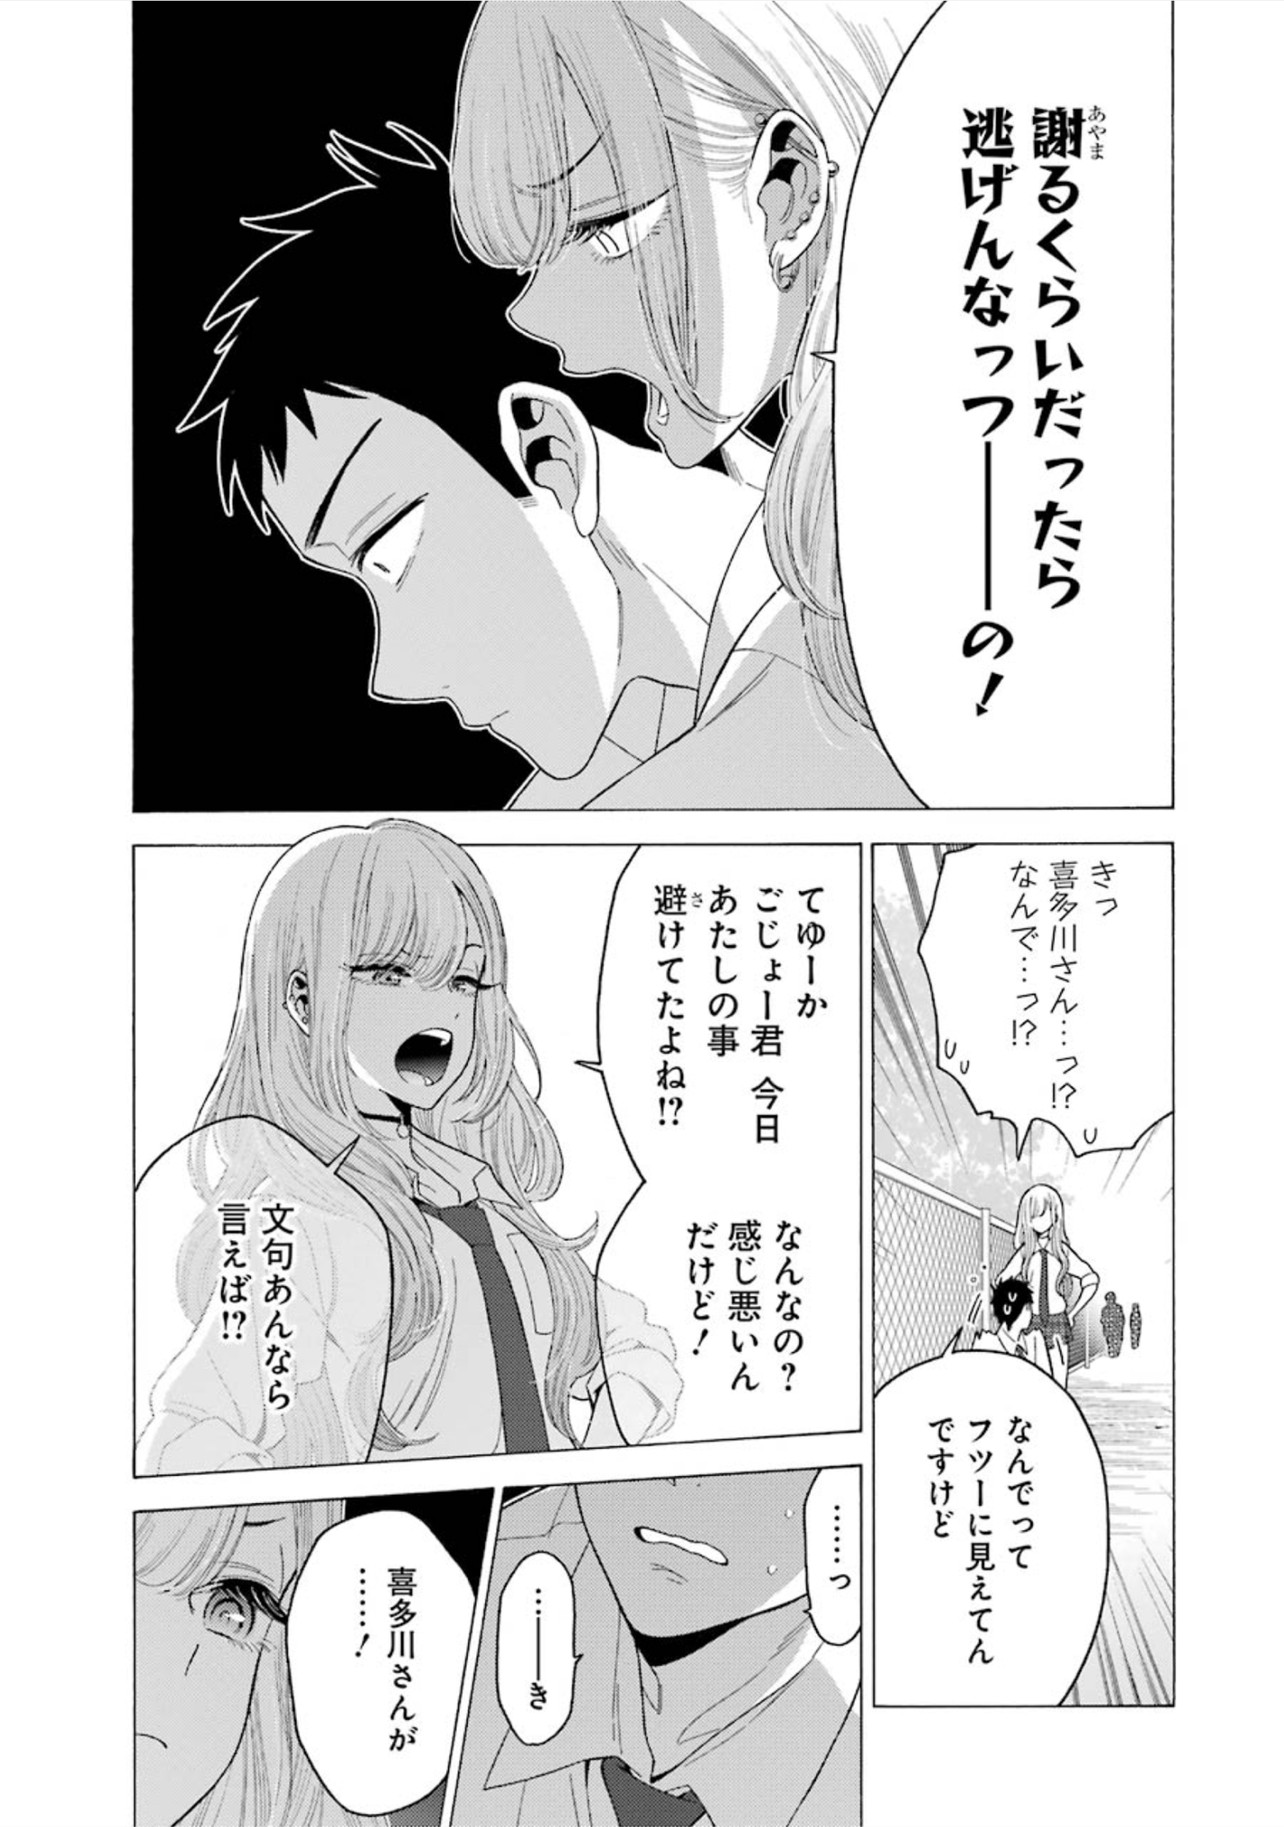 謝るくらいだったら
あやま
逃げんなっつ━━の！
きっ
喜多川さん…っ!?
なんで…っ!?
なんでって
フツーに見えてん
ですけど
てゆーか
ごじょー君 今日
あたしの事
避けてたよね!?
さ
なんなの？
感じ悪いん
だけど！
文句あんなら
言えば!?
……っ
…━━き
喜多川さんが
……！